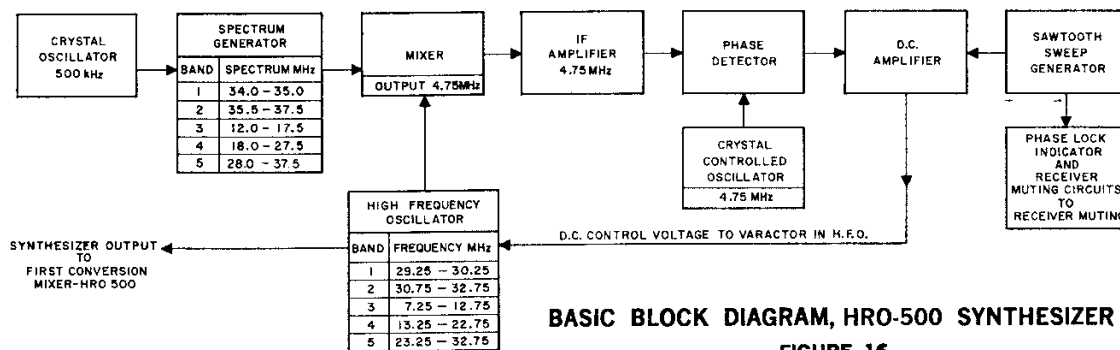 CRYSTAL
OSCILLATOR
500 kHz
SPECTRUM
GENERATOR
BAND SPECTRUM MHz
1 34.0 – 35.0
2 35.5 – 37.5
3 12.0 – 17.5
4 18.0 – 27.5
5 28.0 – 37.5
MIXER
OUTPUT 4.75MHz
IF
AMPLIFIER
4.75 MHz
PHASE
DETECTOR
D.C.
AMPLIFIER
SAWTOOTH
SWEEP
GENERATOR
CRYSTAL
CONTROLLED
OSCILLATOR
4.75 MHz
PHASE LOCK
INDICATOR
AND
RECEIVER
MUTING CIRCUITS
TO
RECEIVER MUTING
HIGH FREQUENCY
OSCILLATOR
BAND FREQUENCY MHz
1 29.25 – 30.25
2 30.75 – 32.75
3 7.25 – 12.75
4 13.25 – 22.75
5 23.25 – 32.75
D.C. CONTROL VOLTAGE TO VARACTOR IN H.F.O.
SYNTHESIZER OUTPUT
TO
FIRST CONVERSION
MIXER-HRO 500
BASIC BLOCK DIAGRAM, HRO-500 SYNTHESIZER